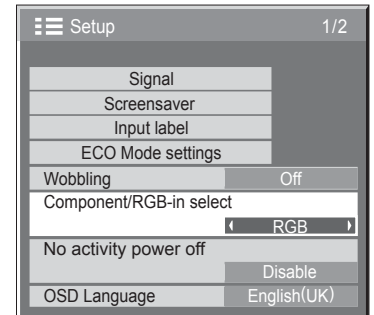 Setup 1/2
Signal
Screensaver
Input label
ECO Mode settings
Wobbling Off
Component/RGB-in select
RGB
No activity power off
Disable
OSD Language English(UK)